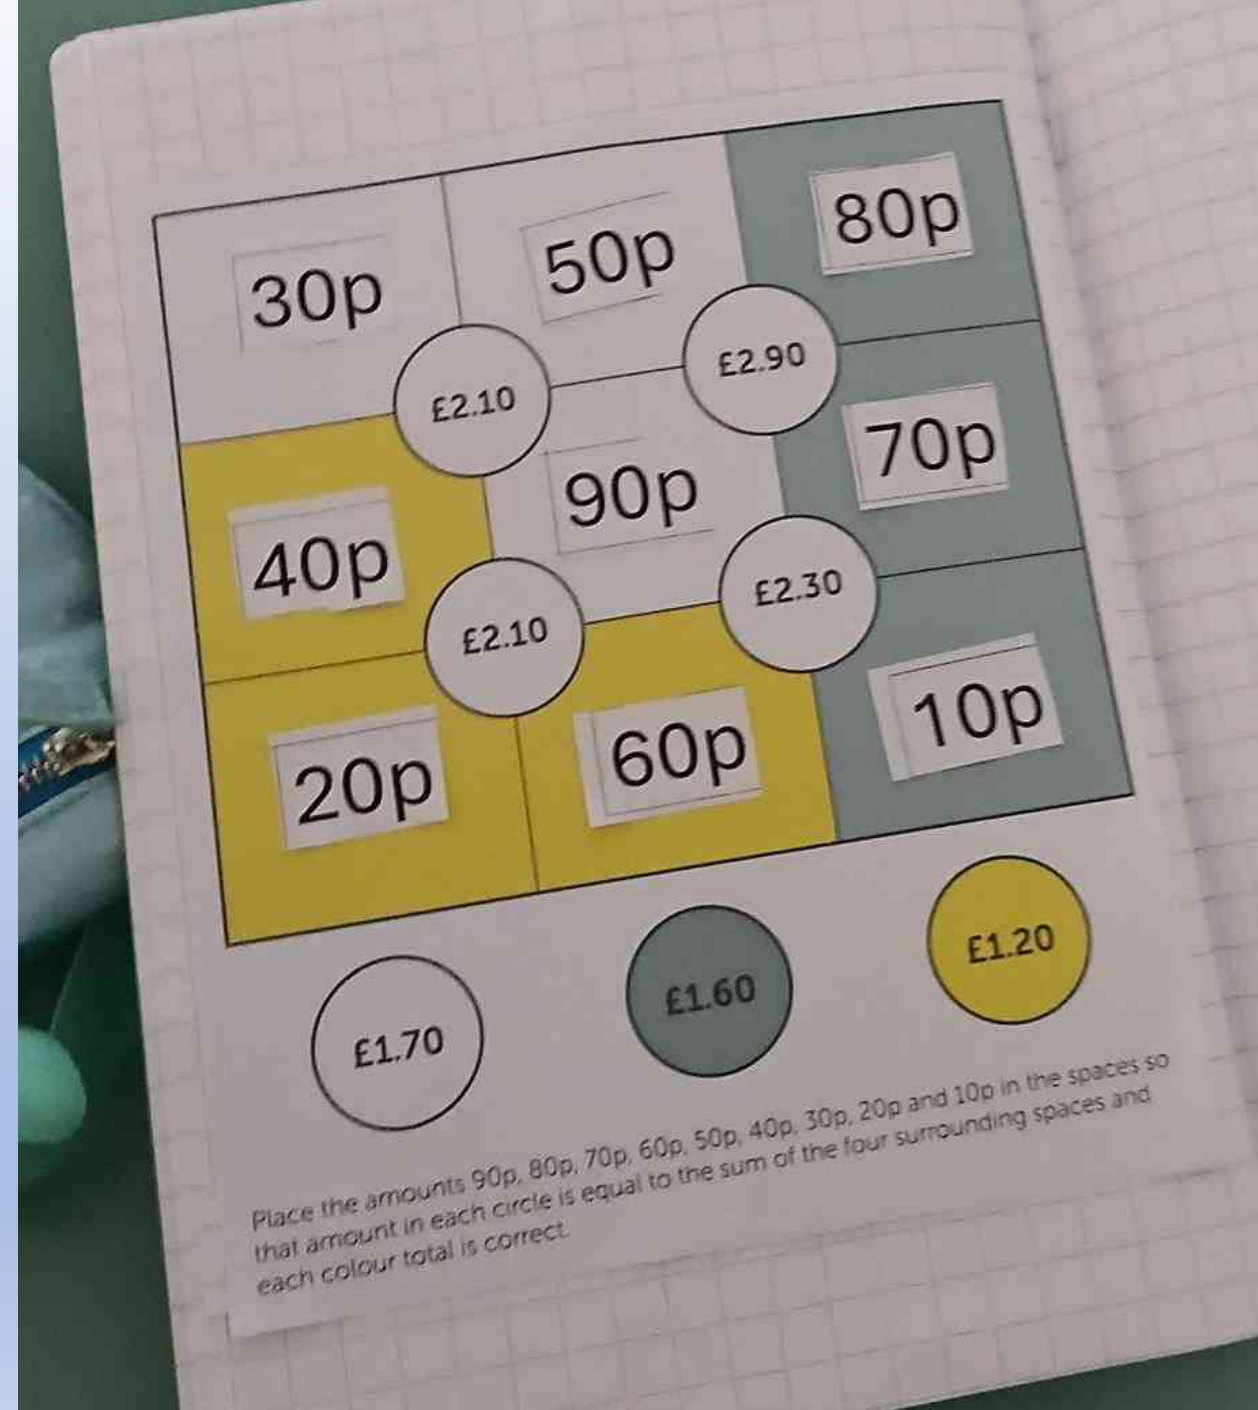 30p 50p 80p
£2.10 £2.90
40p 90p 70p
£2.10 £2.30
20p 60p 10p
£1.70 £1.60 £1.20
Place the amounts 90p, 80p, 70p, 60p, 50p, 40p, 30p, 20p and 10p in the spaces so
that amount in each circle is equal to the sum of the four surrounding spaces and
each colour total is correct.